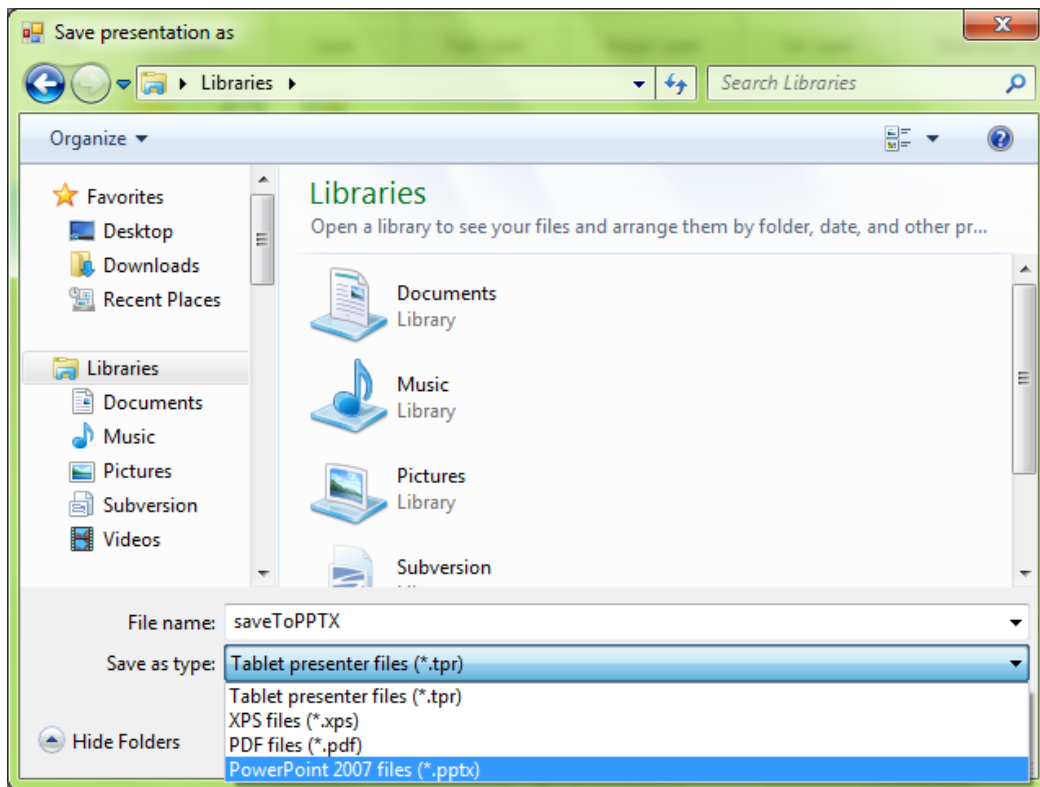 Save presentation as
Libraries
Search Libraries
Organize
Favorites
Desktop
Downloads
Recent Places
Libraries
Documents
Music
Pictures
Subversion
Videos
Libraries
Open a library to see your files and arrange them by folder, date, and other pr...
Documents
Library
Music
Library
Pictures
Library
Subversion
File name: saveToPPTX
Save as type: Tablet presenter files (*.tpr)
Tablet presenter files (*.tpr)
XPS files (*.xps)
PDF files (*.pdf)
PowerPoint 2007 files (*.pptx)
Hide Folders